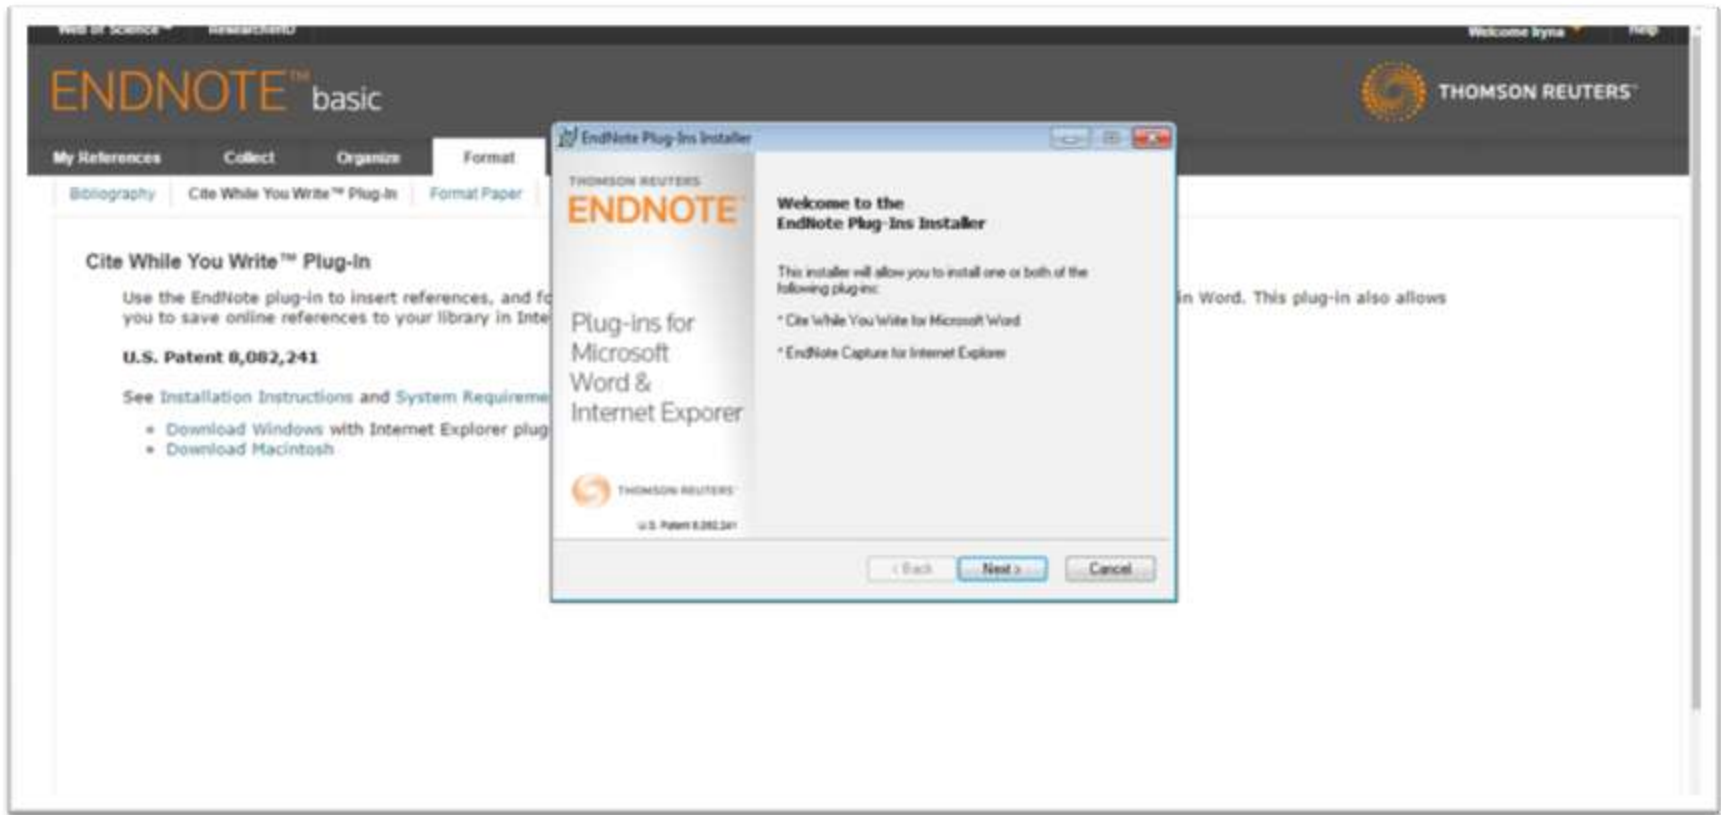 Web of Science™ ResearcherID Welcome Iryna Help
ENDNOTE™ basic
THOMSON REUTERS™
My References Collect Organize Format
Bibliography Cite While You Write™ Plug-In Format Paper
Cite While You Write™ Plug-In
Use the EndNote plug-in to insert references, and fo
in Word. This plug-in also allows
you to save online references to your library in Inte
U.S. Patent 8,082,241
See Installation Instructions and System Requireme
Download Windows with Internet Explorer plug
Download Macintosh
EndNote Plug-Ins Installer
THOMSON REUTERS
ENDNOTE
Plug-ins for
Microsoft
Word &
Internet Exporer
THOMSON REUTERS
U.S. Patent 8,082,241
Welcome to the
EndNote Plug-Ins Installer
This installer will allow you to install one or both of the
following plug-ins:
* Cite While You Write for Microsoft Word
* EndNote Capture for Internet Explorer
< Back Next > Cancel